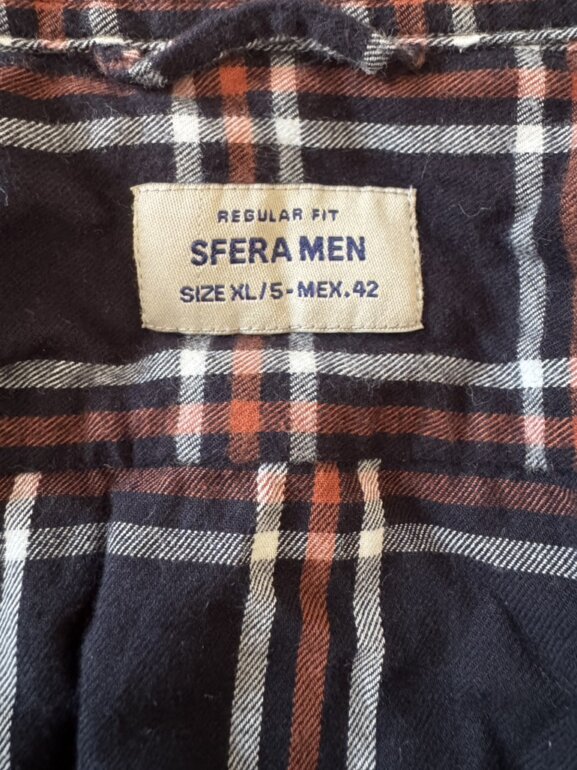 REGULAR FIT
SFERA MEN
SIZE XL/5-MEX.42